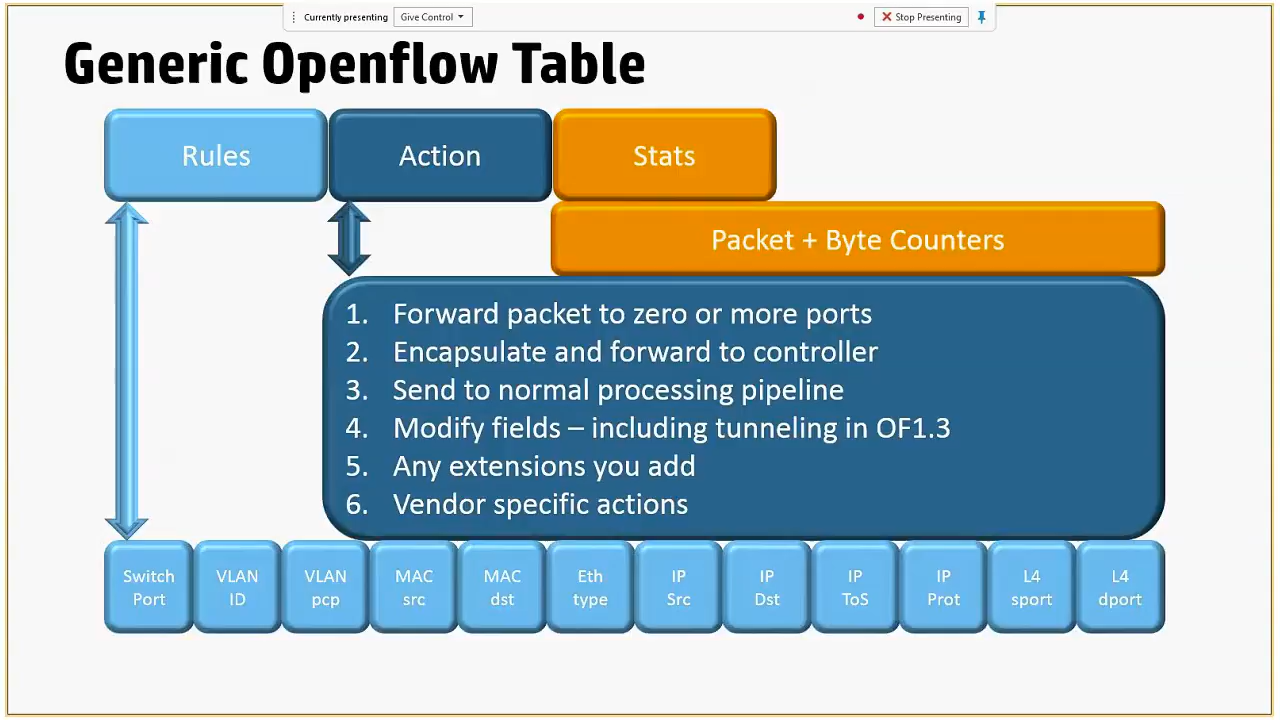 Currently presenting
Give Control
Stop Presenting
Generic Openflow Table
Rules
Action
Stats
Packet + Byte Counters
1. Forward packet to zero or more ports
2. Encapsulate and forward to controller
3. Send to normal processing pipeline
4. Modify fields – including tunneling in OF1.3
5. Any extensions you add
6. Vendor specific actions
Switch
Port
VLAN
ID
VLAN
pcp
MAC
src
MAC
dst
Eth
type
IP
Src
IP
Dst
IP
ToS
IP
Prot
L4
sport
L4
dport